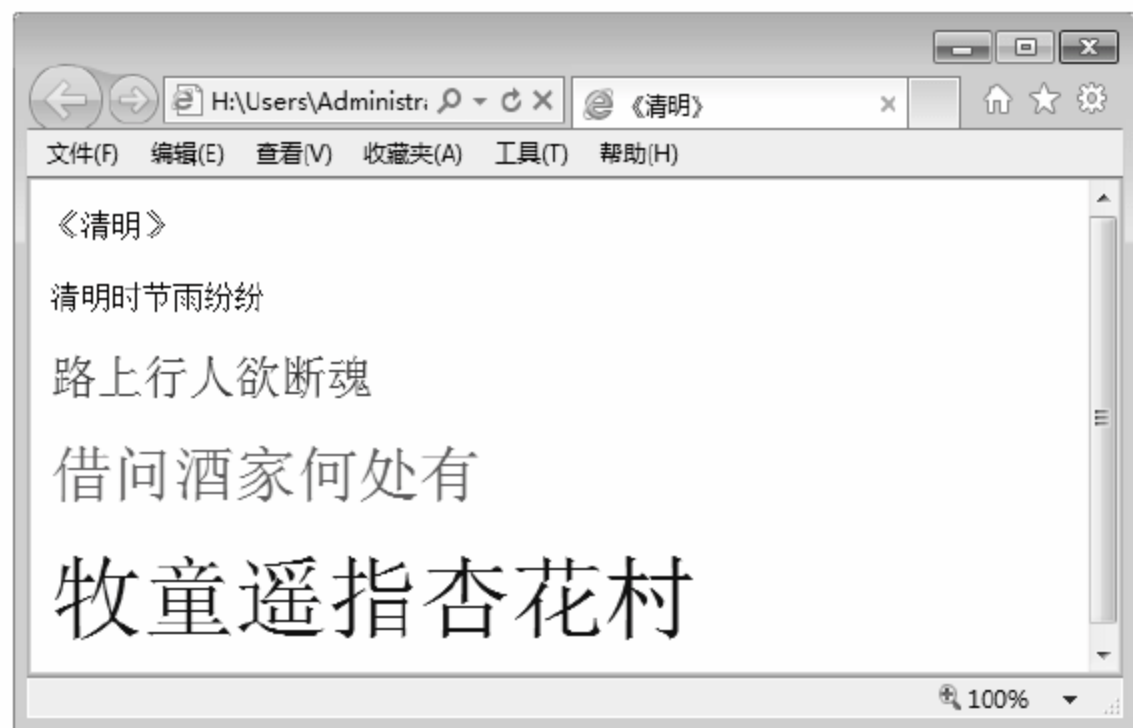 H:\Users\Administr
《清明》
文件(F) 编辑(E) 查看(V) 收藏夹(A) 工具(T) 帮助(H)
《清明》
清明时节雨纷纷
路上行人欲断魂
借问酒家何处有
牧童遥指杏花村
100%